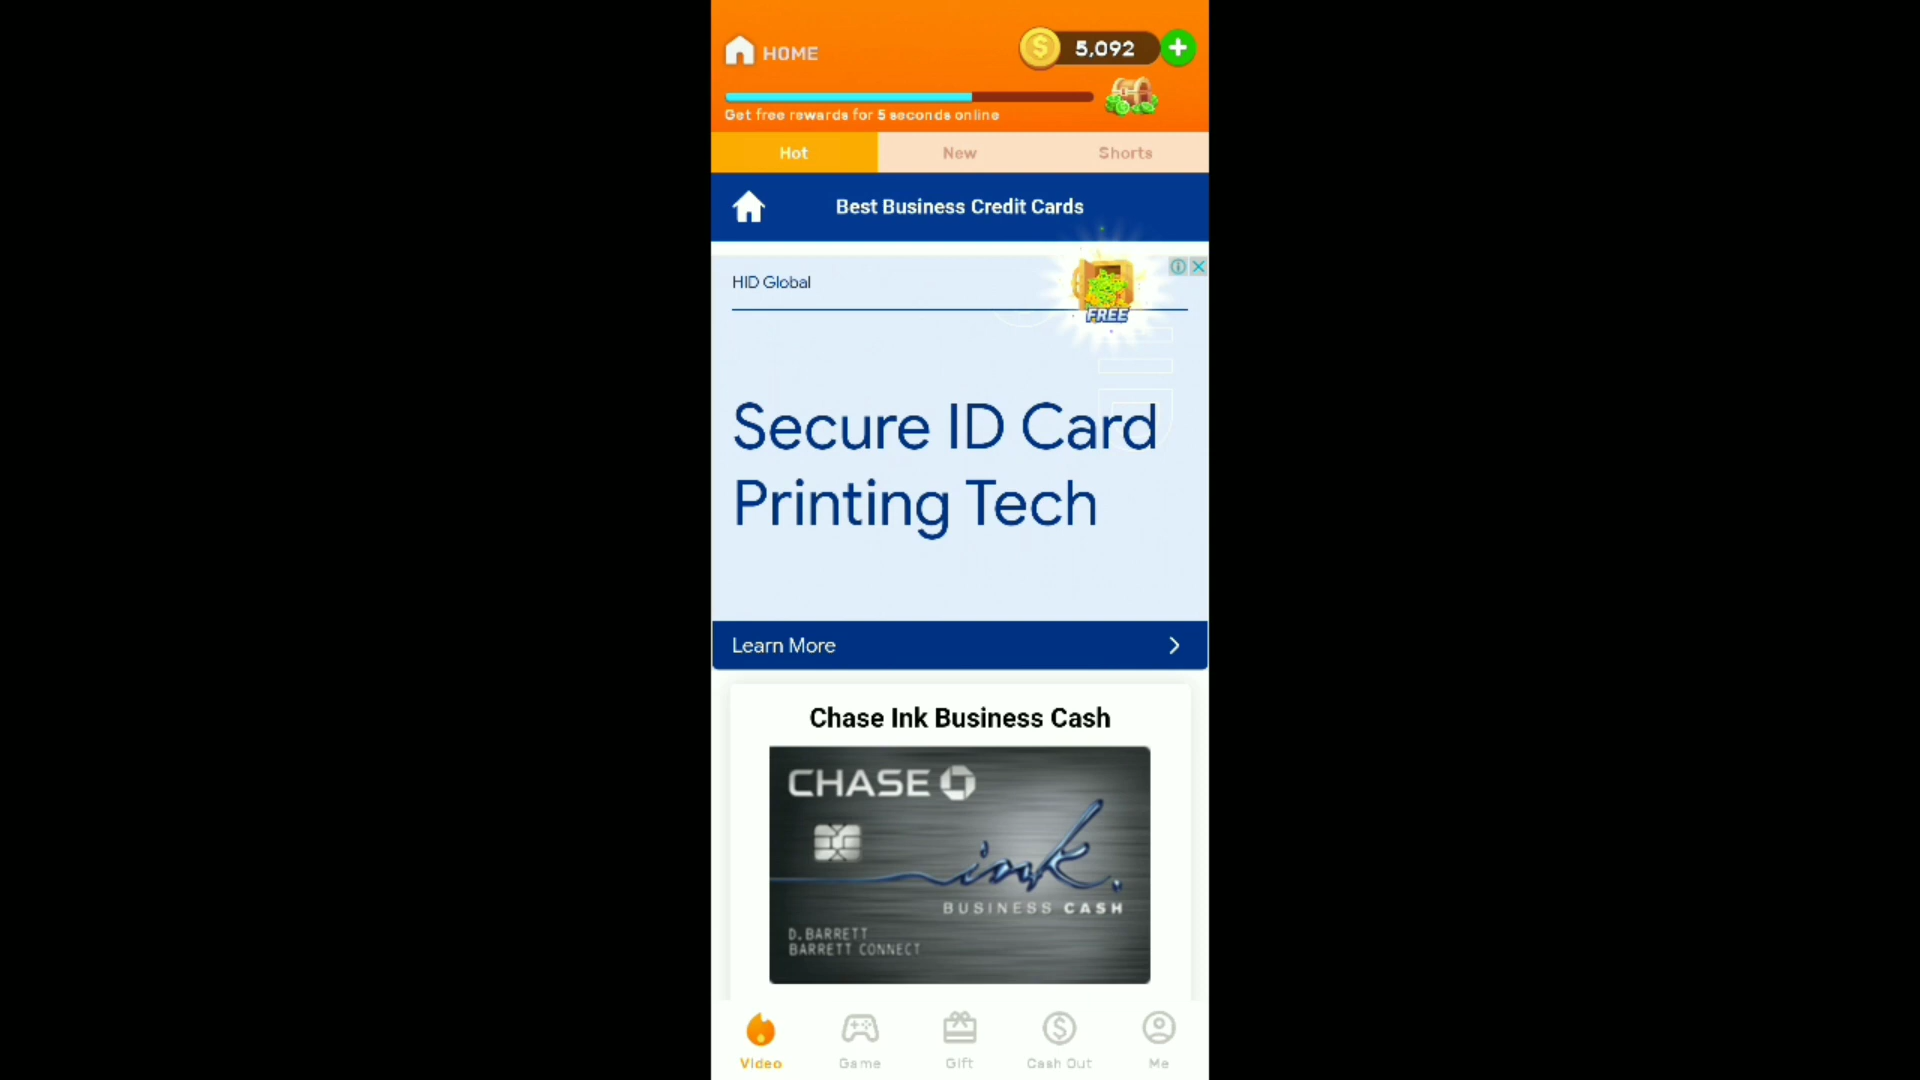 HOME
5,092
Get free rewards for 5 seconds online
Hot
New
Shorts
Best Business Credit Cards
HID Global
FREE
Secure ID Card
Printing Tech
Learn More
Chase Ink Business Cash
CHASE
ink.
BUSINESS CASH
D. BARRETT
BARRETT CONNECT
Video
Game
Gift
Cash Out
Me